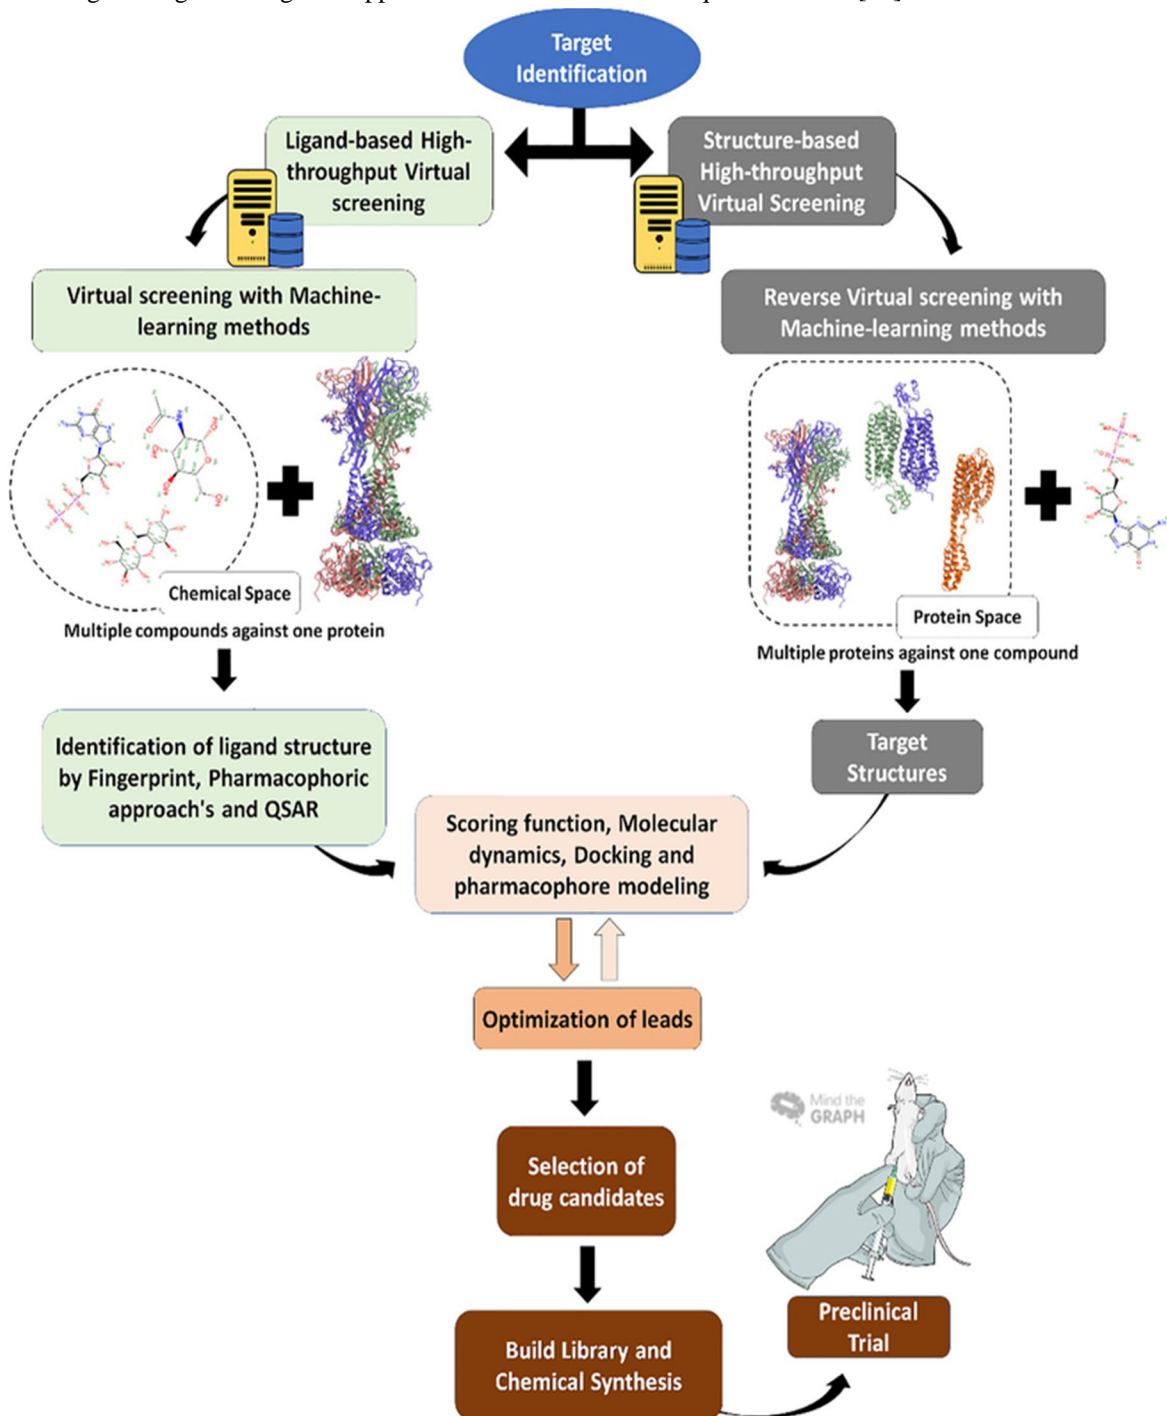 Target
Identification
Ligand-based High-
throughput Virtual
screening
Structure-based
High-throughput
Virtual Screening
Virtual screening with Machine-
learning methods
Reverse Virtual screening with
Machine-learning methods
Chemical Space
Multiple compounds against one protein
Protein Space
Multiple proteins against one compound
Identification of ligand structure
by Fingerprint, Pharmacophoric
approach's and QSAR
Target
Structures
Scoring function, Molecular
dynamics, Docking and
pharmacophore modeling
Optimization of leads
Mind the
GRAPH
Selection of
drug candidates
Preclinical
Trial
Build Library and
Chemical Synthesis